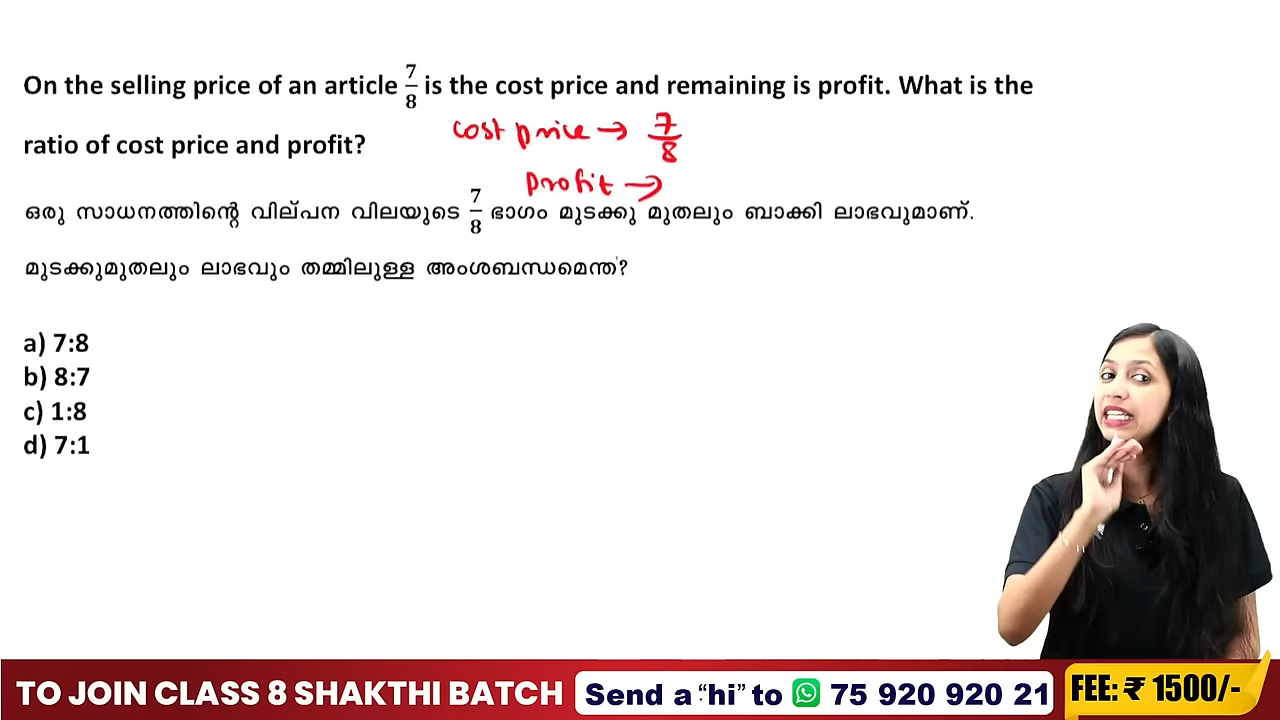 On the selling price of an article 7/8 is the cost price and remaining is profit. What is the
cost price → 7/8
ratio of cost price and profit?
profit →
ഒരു സാധനത്തിന്റെ വില്പന വിലയുടെ 7/8 ഭാഗം മുടക്കു മുതലും ബാക്കി ലാഭവുമാണ്.
മുടക്കുമുതലും ലാഭവും തമ്മിലുള്ള അംശബന്ധമെന്ത്?
a) 7:8
b) 8:7
c) 1:8
d) 7:1
TO JOIN CLASS 8 SHAKTHI BATCH Send a “hi” to 75 920 920 21 FEE: ₹ 1500/-